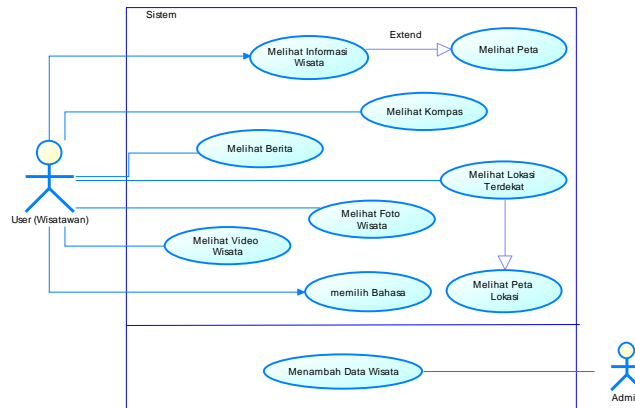 Sistem
Extend
Melihat Informasi
Wisata
Melihat Peta
Melihat Kompas
Melihat Berita
Melihat Lokasi
Terdekat
User (Wisatawan)
Melihat Foto
Wisata
Melihat Video
Wisata
memilih Bahasa
Melihat Peta
Lokasi
Menambah Data Wisata
Admi